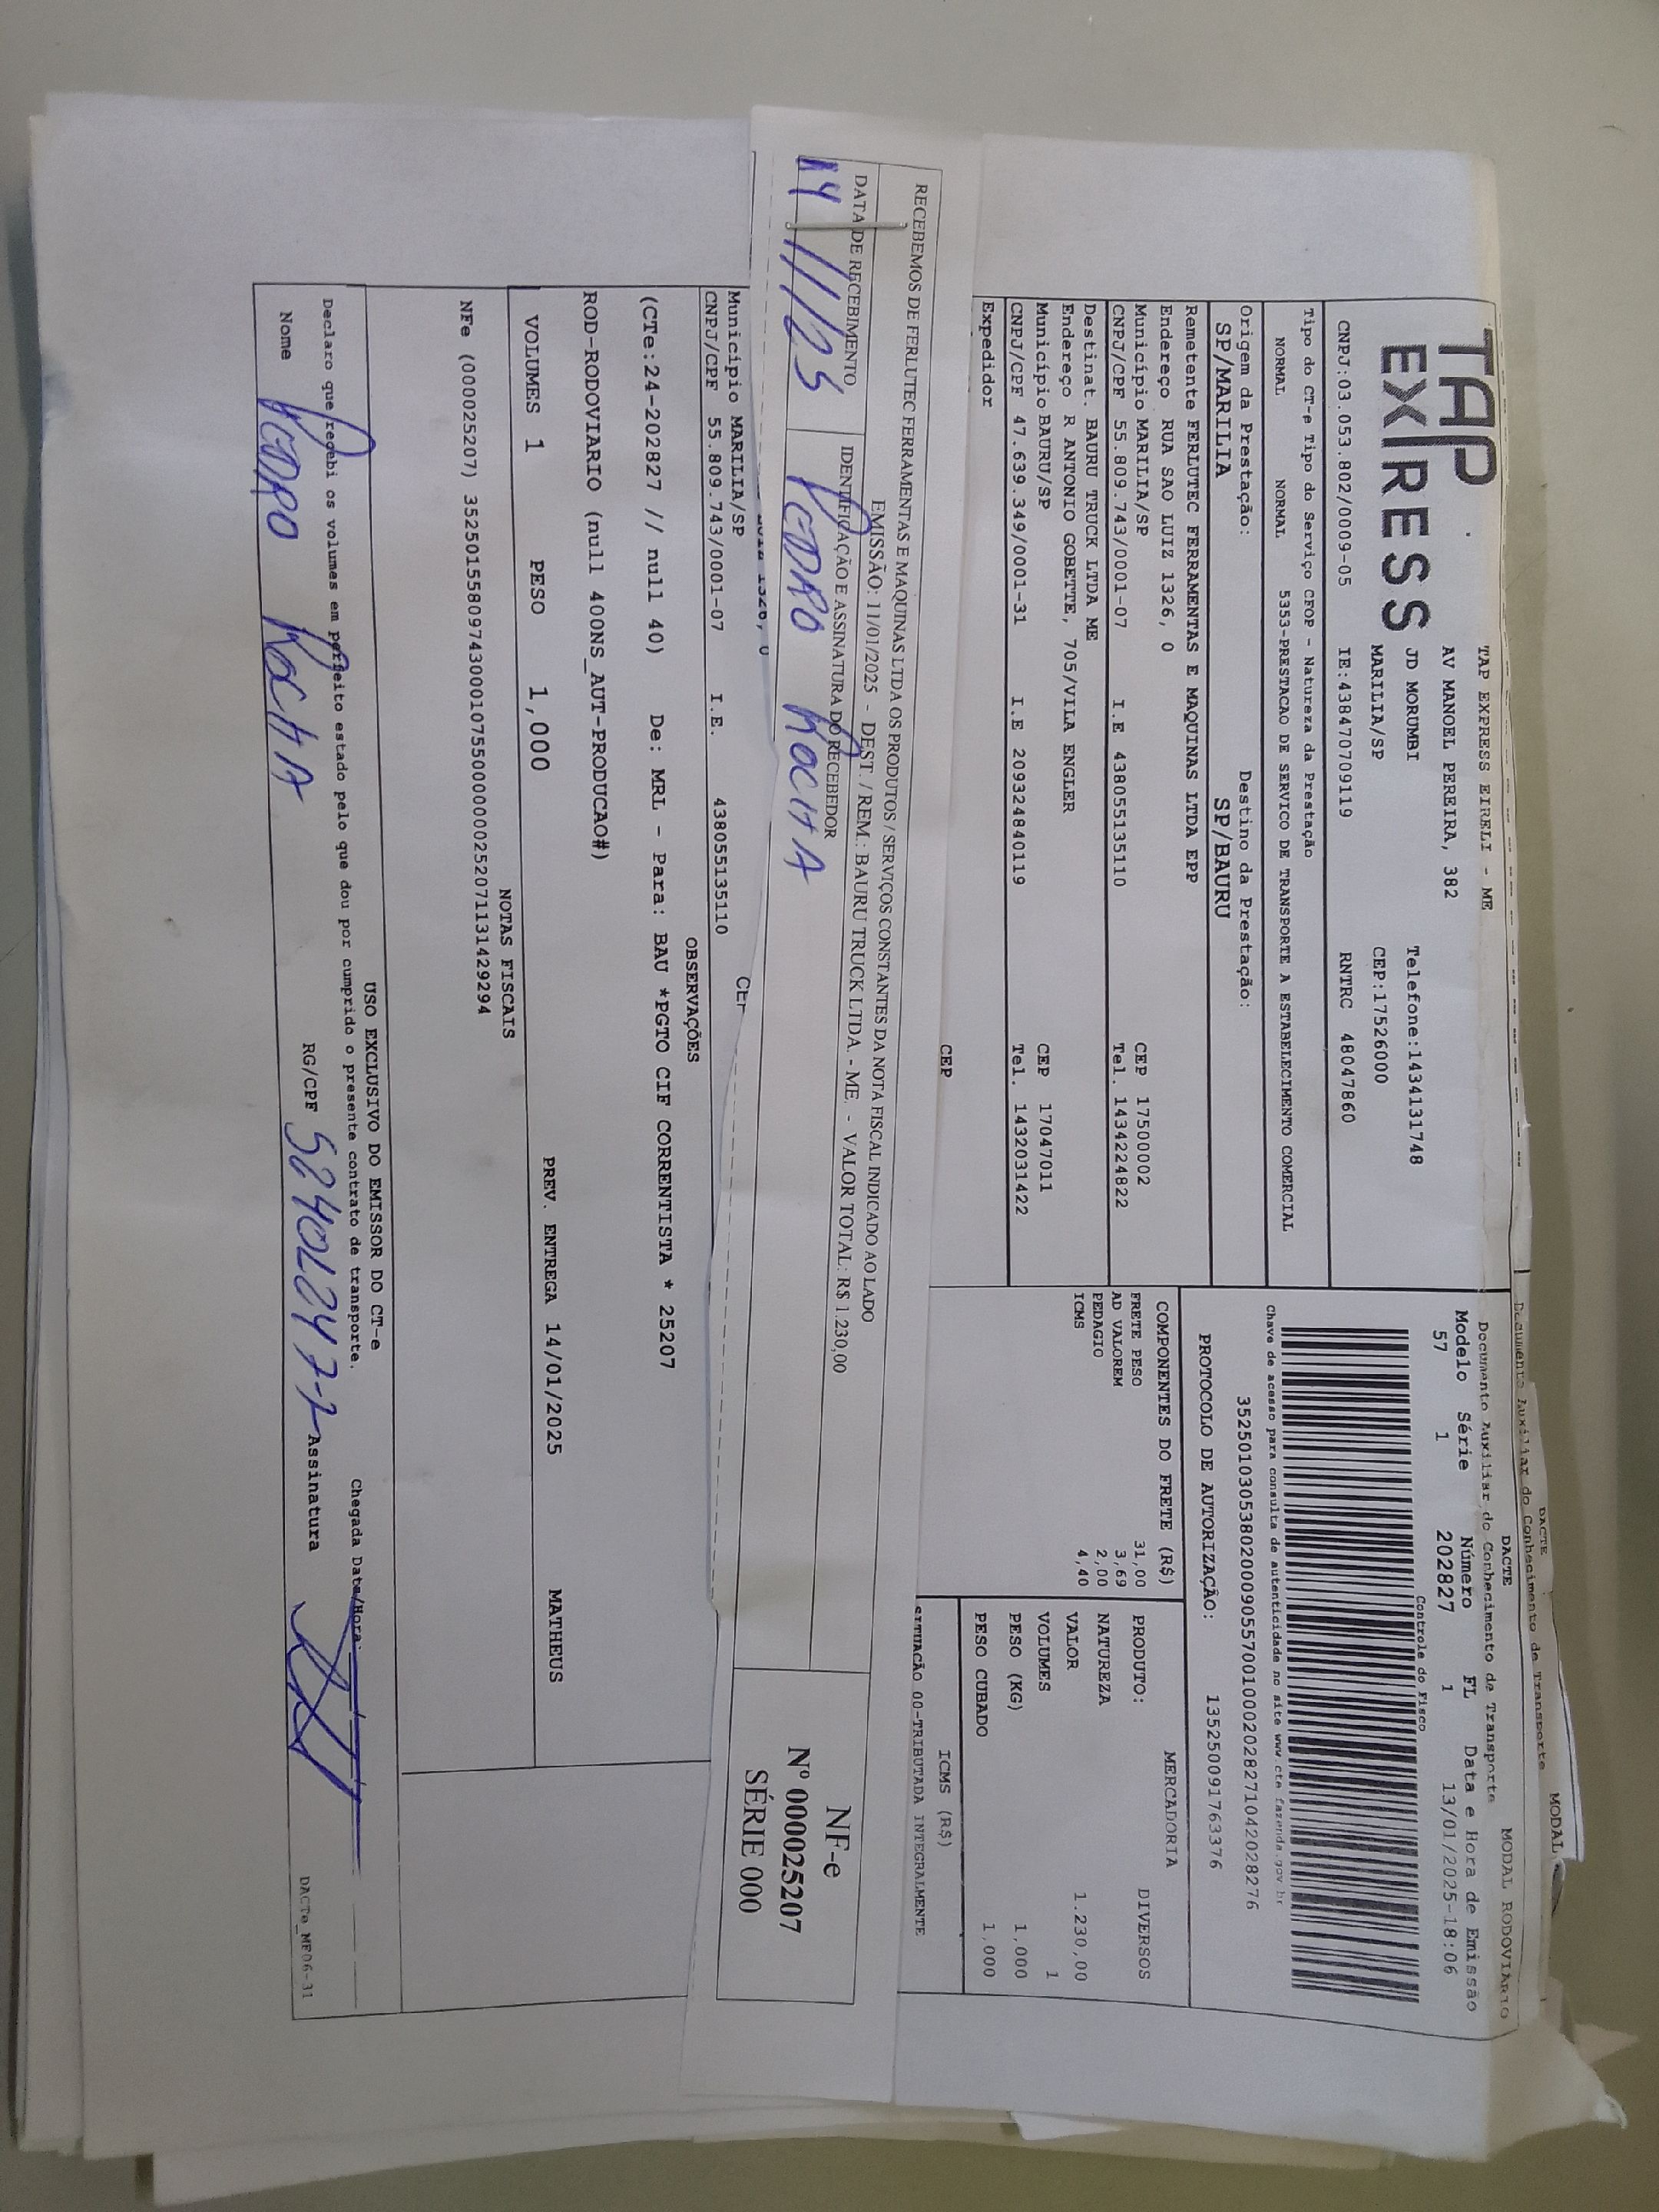 DACTE
MODAL
Documento Auxiliar do Conhecimento de Transporte
TAP
EXPRESS
TAP EXPRES EIRELI - ME
AV MANOEL PEREIRA, 382
JD MORUMBI Telefone:1434131748
MARILIA/SP CEP:17526000
CNPJ:03.053.802/0009-05 IE:438470709119 RNTRC 48047860
DACTE MODAL RODOVIARIO
Documento Auxiliar do Conhecimento de Transporte
Modelo Série Número FL Data e Hora de Emissão
57 1 202827 1 13/01/2025-18:06
Controle do Fisco
Chave de acesso para consulta de autenticidade no site www.cte.fazenda.gov.br
35250103053802000905570010002028271042028276
PROTOCOLO DE AUTORIZAÇÃO: 135250091763376
Tipo do CT-e Tipo do Serviço CFOP - Natureza da Prestação
NORMAL NORMAL 5353-PRESTACAO DE SERVICO DE TRANSPORTE A ESTABELECIMENTO COMERCIAL
Origem da Prestação: Destino da Prestação:
SP/MARILIA SP/BAURU
Remetente FERLUTEC FERRAMENTAS E MAQUINAS LTDA EPP
Endereço RUA SAO LUIZ 1326, 0
Município MARILIA/SP CEP 17500002
CNPJ/CPF 55.809.743/0001-07 I.E 438055135110 Tel. 1434224822
Destinat. BAURU TRUCK LTDA ME
Endereço R ANTONIO GOBETTE, 705/VILA ENGLER
Município BAURU/SP CEP 17047011
CNPJ/CPF 47.639.349/0001-31 I.E 209324840119 Tel. 1432031422
Expedidor
CEP
COMPONENTES DO FRETE (R$)
FRETE PESO 31,00
AD VALOREM 3,69
PEDAGIO 2,00
ICMS 4,40
MERCADORIA
PRODUTO: DIVERSOS
NATUREZA
VALOR 1.230,00
VOLUMES 1
PESO (KG) 1,000
PESO CUBADO 1,000
ICMS (R$)
SITUAÇÃO 00-TRIBUTADA INTEGRALMENTE
RECEBEMOS DE FERLUTEC FERRAMENTAS E MAQUINAS LTDA OS PRODUTOS / SERVIÇOS CONSTANTES DA NOTA FISCAL INDICADO AO LADO
EMISSÃO: 11/01/2025 - DEST. / REM.: BAURU TRUCK LTDA. - ME. - VALOR TOTAL: R$ 1.230,00
DATA DE RECEBIMENTO IDENTIFICAÇÃO E ASSINATURA DO RECEBEDOR
14/1/25 PEDRO ROCHA
NF-e
Nº 000025207
SÉRIE 000
1326, 0
Município MARILIA/SP CEP
CNPJ/CPF 55.809.743/0001-07 I.E. 438055135110
OBSERVAÇÕES
(CTe:24-202827 // null 40) De: MRL - Para: BAU *PGTO CIF CORRENTISTA * 25207
ROD-RODOVIARIO (null 400NS_AUT-PRODUCAO#)
VOLUMES 1 PESO 1,000 PREV. ENTREGA 14/01/2025 MATHEUS
NOTAS FISCAIS
NFe (000025207) 35250155809743000107550000000252071131429294
USO EXCLUSIVO DO EMISSOR DO CT-e
Declaro que recebi os volumes em perfeito estado pelo que dou por cumprido o presente contrato de transporte. Chegada Data/Hora:
Nome PEDRO ROCHA RG/CPF Assinatura
DACTe_MF06-31